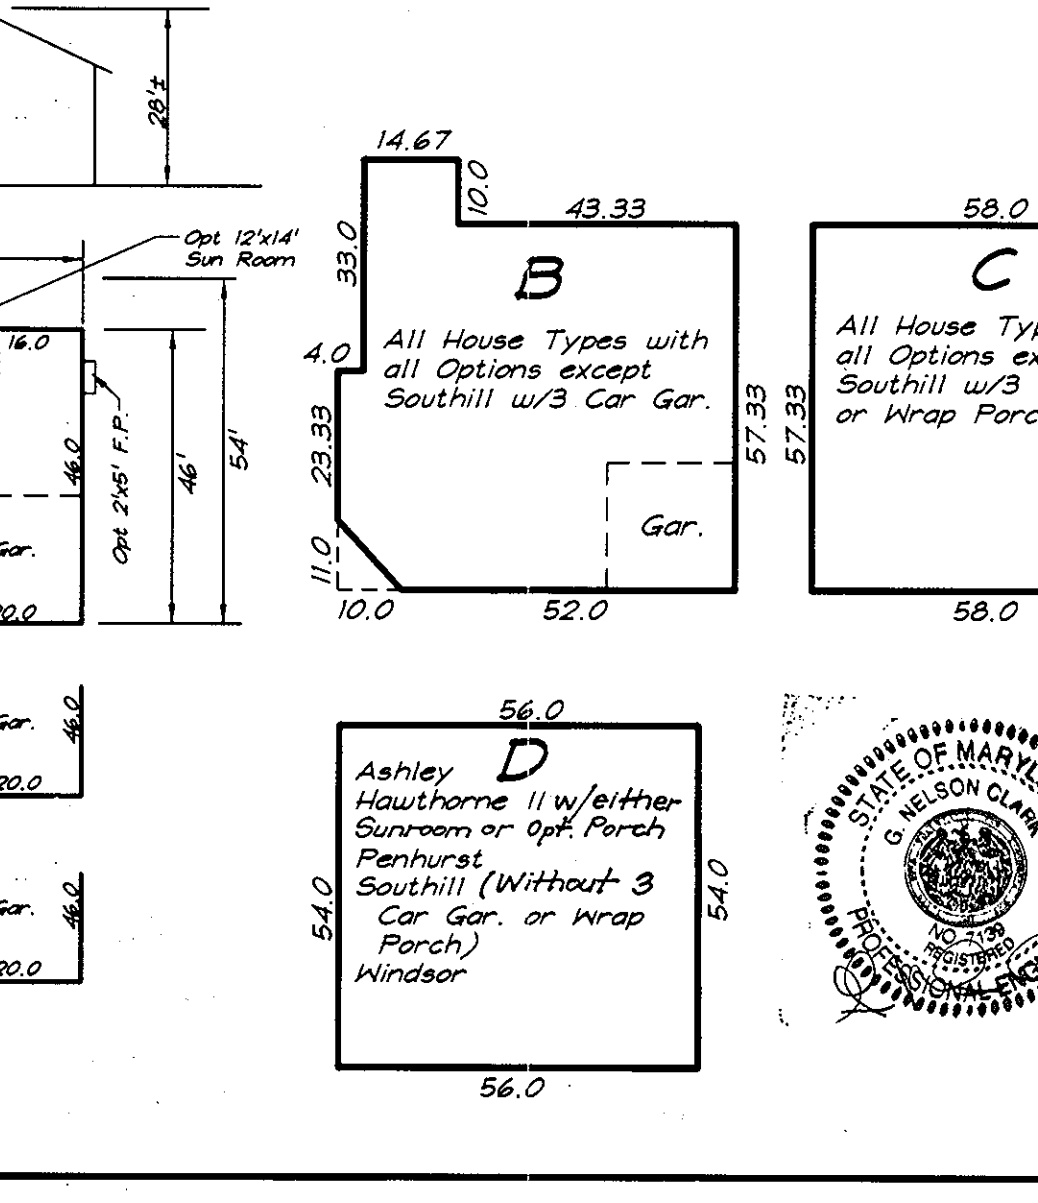 28'±
Opt 12'x14'
Sun Room
16.0
46.0
Opt 2'x5' F.P.
46'
54'
Gar.
20.0
Gar.
46.0
20.0
Gar.
46.0
20.0
14.67
10.0
43.33
33.0
B
All House Types with
all Options except
Southill w/3 Car Gar.
4.0
23.33
57.33
11.0
Gar.
10.0
52.0
58.0
C
All House Typ
all Options ex
Southill w/3
or Wrap Porc
57.33
58.0
56.0
D
Ashley
Hawthorne 11 w/either
Sunroom or Opt. Porch
Penhurst
Southill (Without 3
Car Gar. or Wrap
Porch)
Windsor
54.0
54.0
56.0
STATE OF MARYL
G. NELSON CLARK
NO. 7139
REGISTERED
PROFESSIONAL ENG